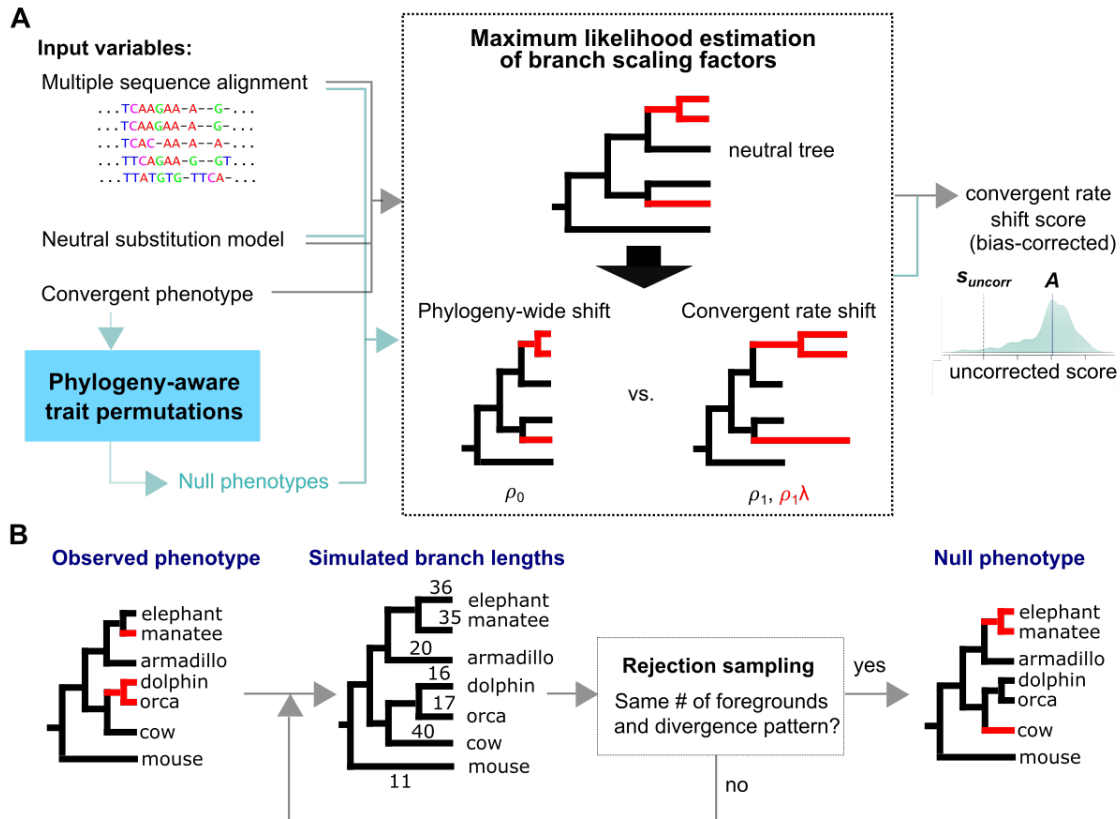 A
Input variables:
Multiple sequence alignment
...TCAAGAA-A--G-...
...TCAAGAA-A--G-...
...TCAC-AAA-A--A-...
...TTCAGAA-G--GT...
...TTATGTG-TTCA-...
Neutral substitution model
Convergent phenotype
Phylogeny-aware
trait permutations
Null phenotypes
Maximum likelihood estimation
of branch scaling factors
neutral tree
Phylogeny-wide shift
Convergent rate shift
vs.
ρ0
ρ1, ρ1λ
convergent rate
shift score
(bias-corrected)
suncorr
A
uncorrected score
B
Observed phenotype
elephant
manatee
armadillo
dolphin
orca
cow
mouse
Simulated branch lengths
36
elephant
35
manatee
20
armadillo
16
dolphin
17
orca
40
cow
mouse
11
Rejection sampling
Same # of foregrounds
and divergence pattern?
yes
no
Null phenotype
elephant
manatee
armadillo
dolphin
orca
cow
mouse